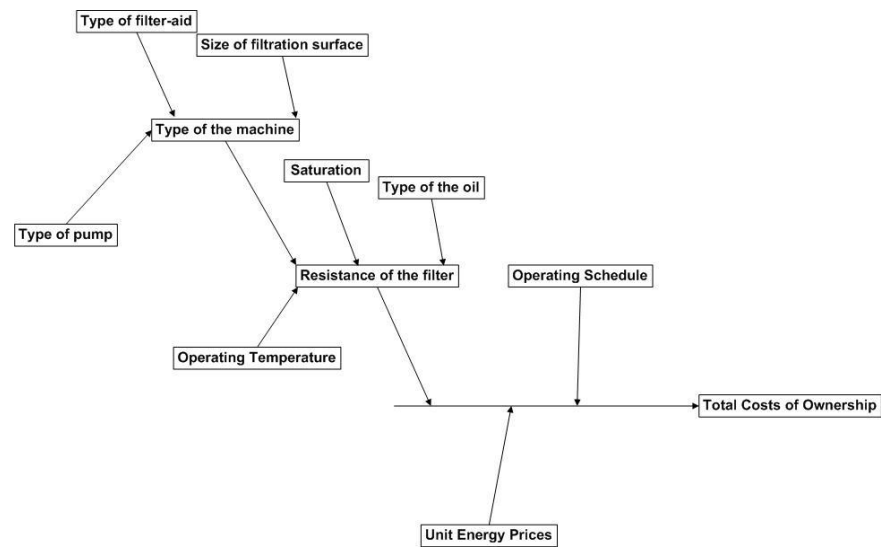 Type of filter-aid
Size of filtration surface
Type of the machine
Saturation
Type of the oil
Type of pump
Resistance of the filter
Operating Schedule
Operating Temperature
Total Costs of Ownership
Unit Energy Prices